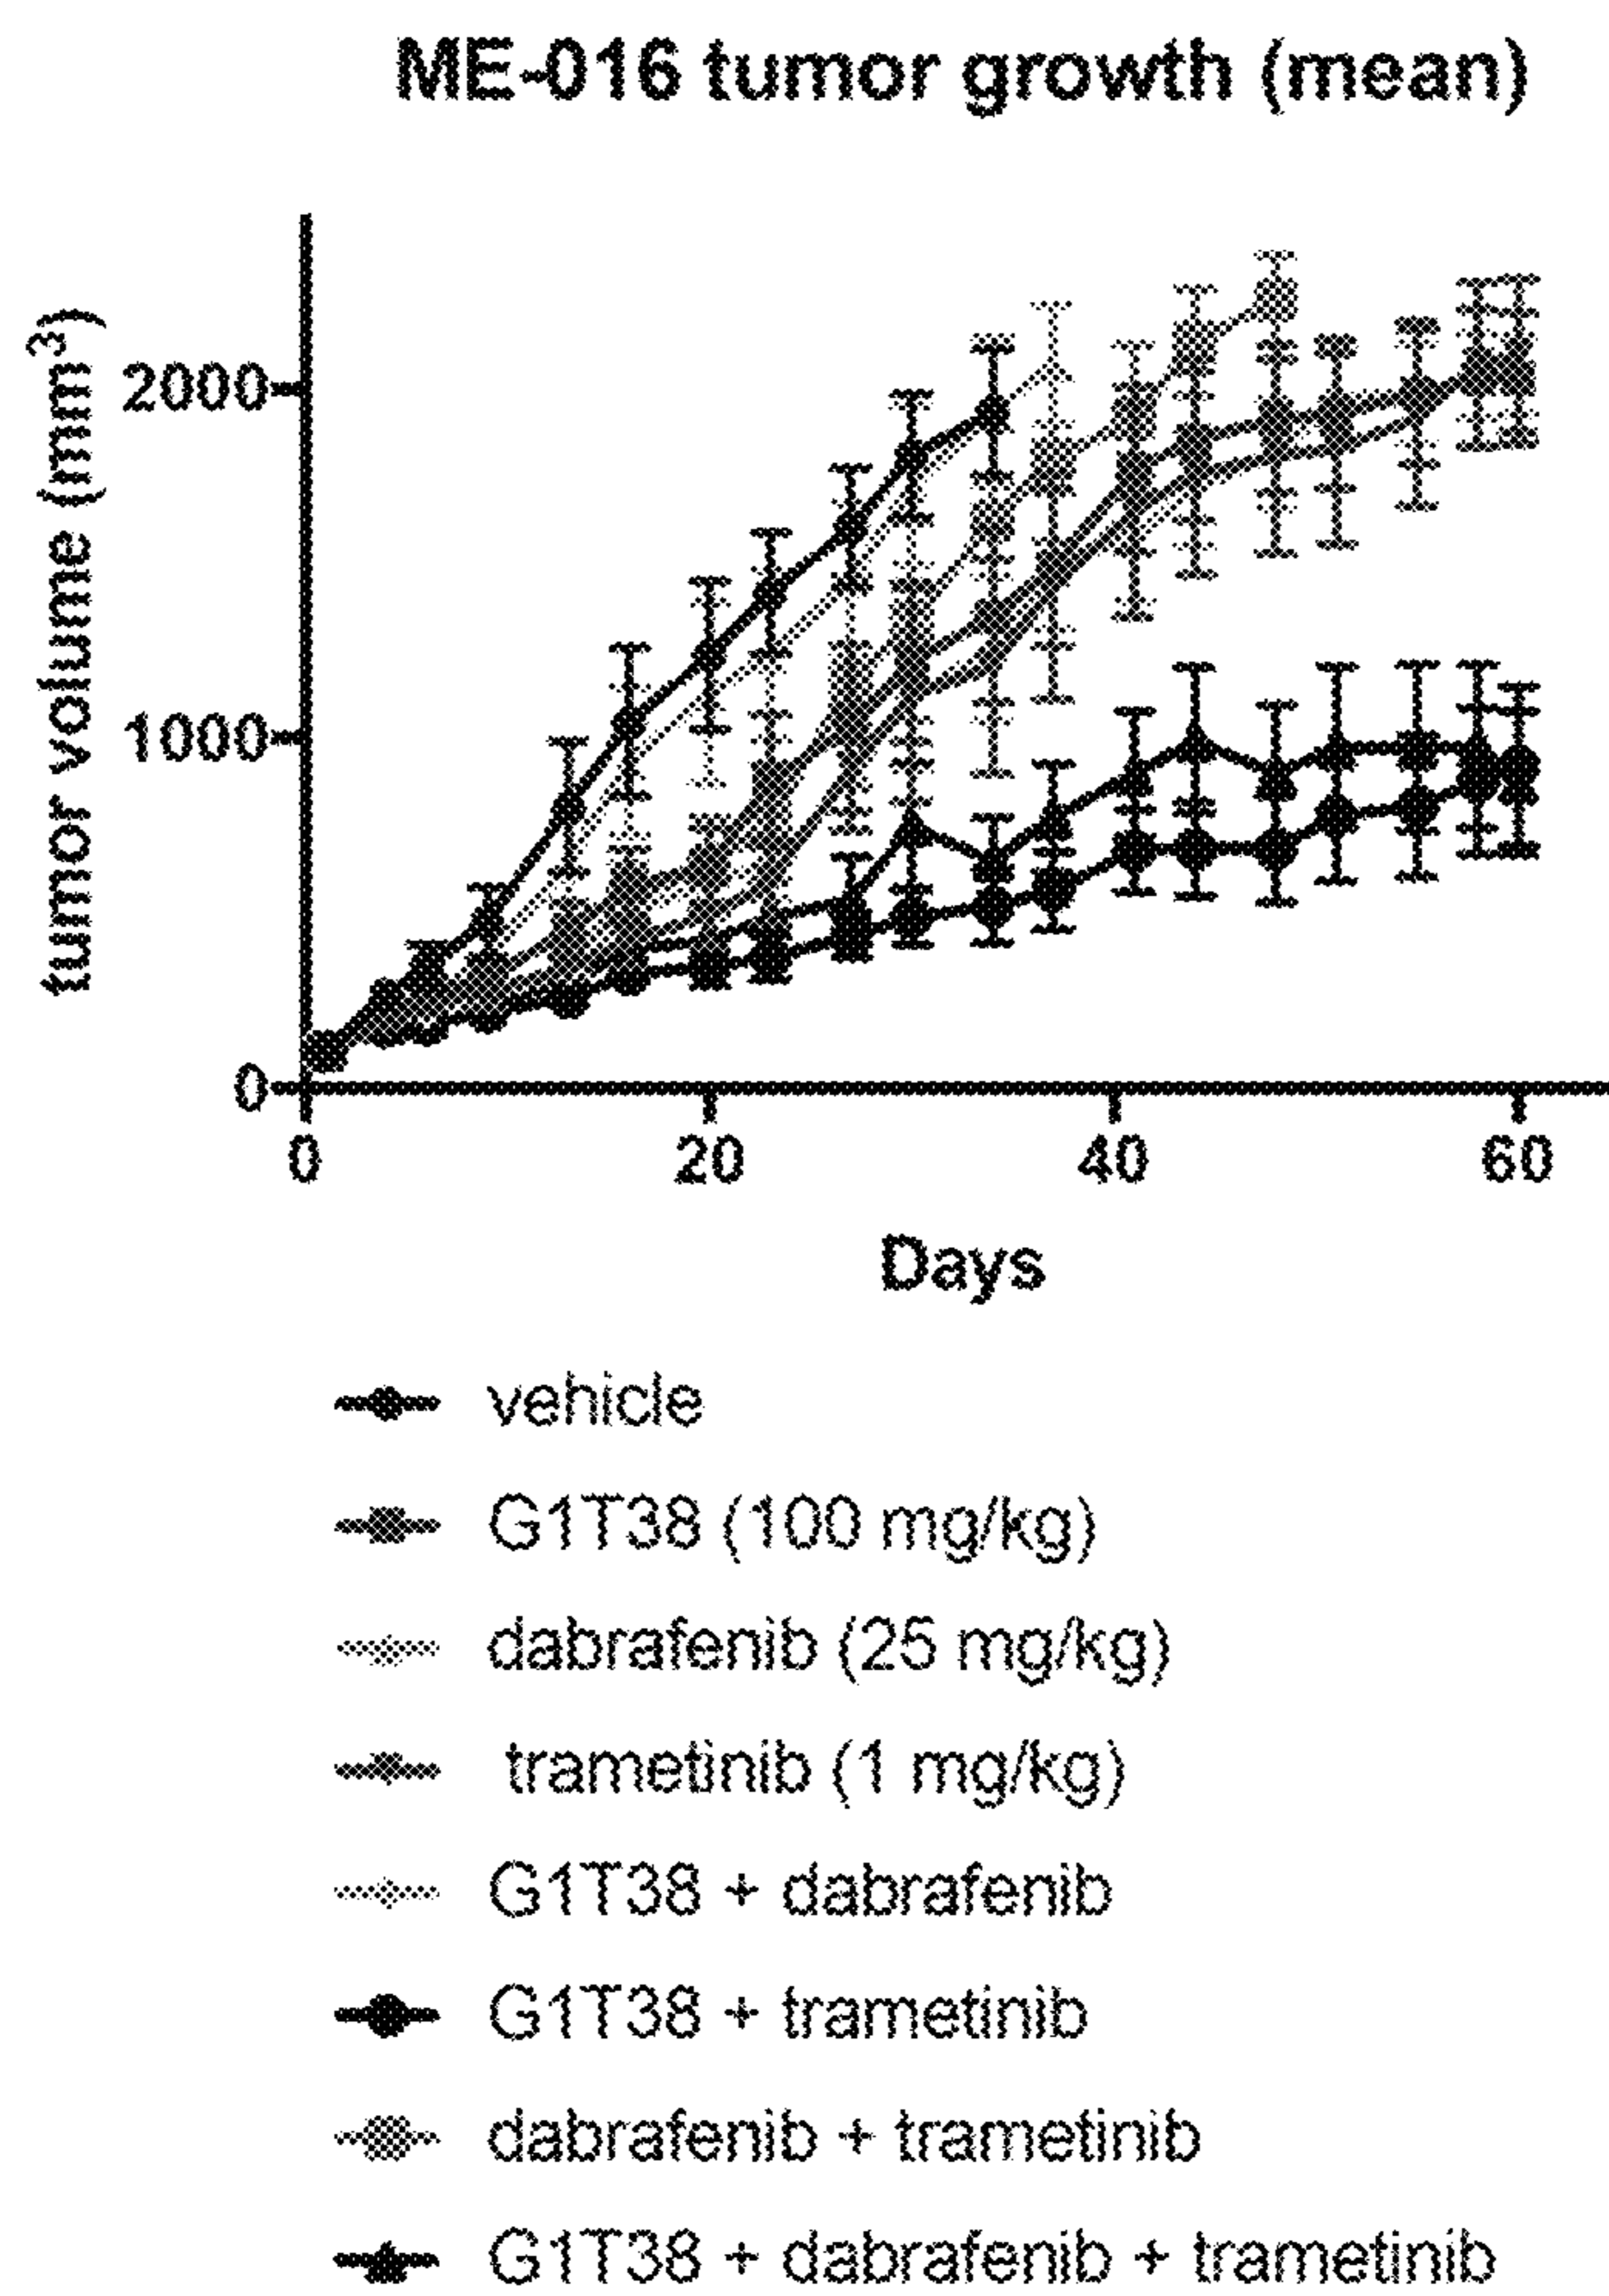 ME-016 tumor growth (mean)
tumor volume (mm³)
2000
1000
0
0 20 40 60
Days
vehicle
G1T38 (100 mg/kg)
dabrafenib (25 mg/kg)
trametinib (1 mg/kg)
G1T38 + dabrafenib
G1T38 + trametinib
dabrafenib + trametinib
G1T38 + dabrafenib + trametinib